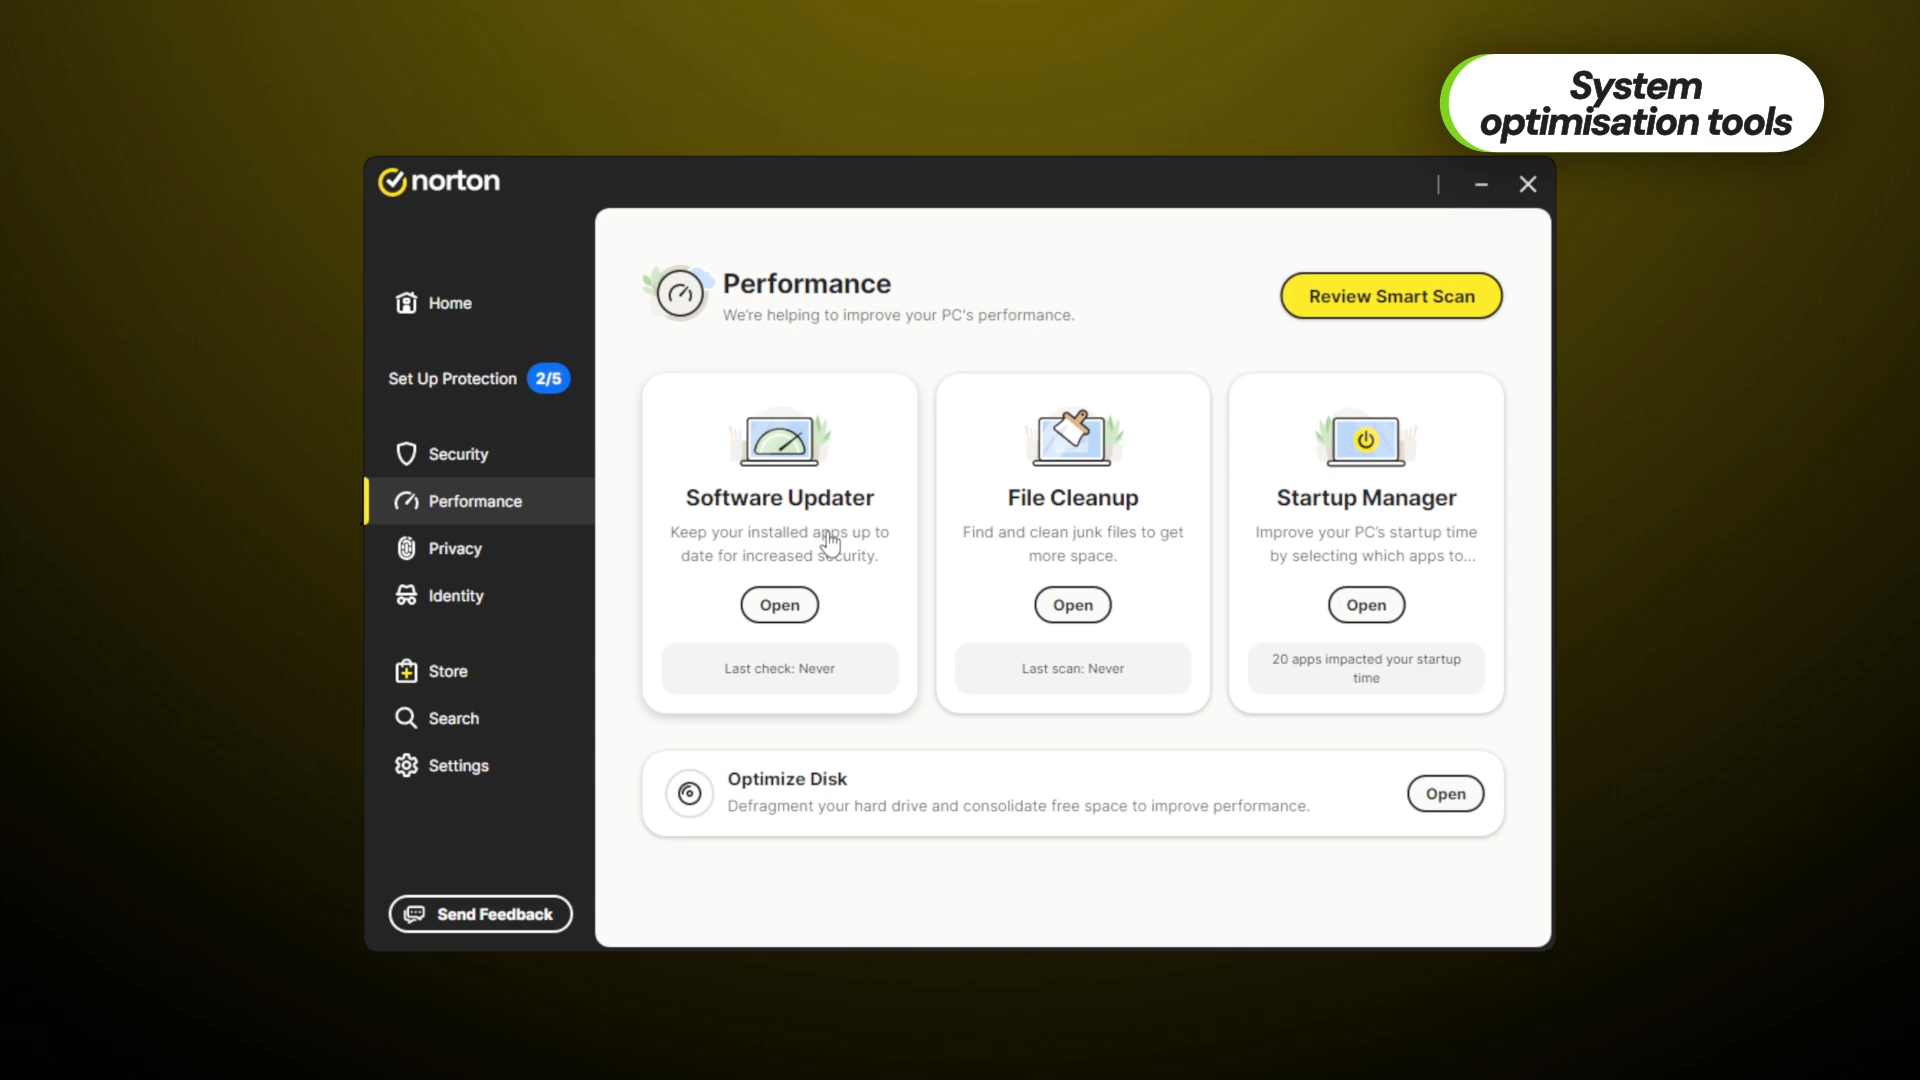 System
optimisation tools
norton
Home
Set Up Protection 2/5
Security
Performance
Privacy
Identity
Store
Search
Settings
Send Feedback
Performance
We're helping to improve your PC's performance.
Review Smart Scan
Software Updater
Keep your installed apps up to
date for increased security.
Open
Last check: Never
File Cleanup
Find and clean junk files to get
more space.
Open
Last scan: Never
Startup Manager
Improve your PC's startup time
by selecting which apps to...
Open
20 apps impacted your startup
time
Optimize Disk
Defragment your hard drive and consolidate free space to improve performance.
Open